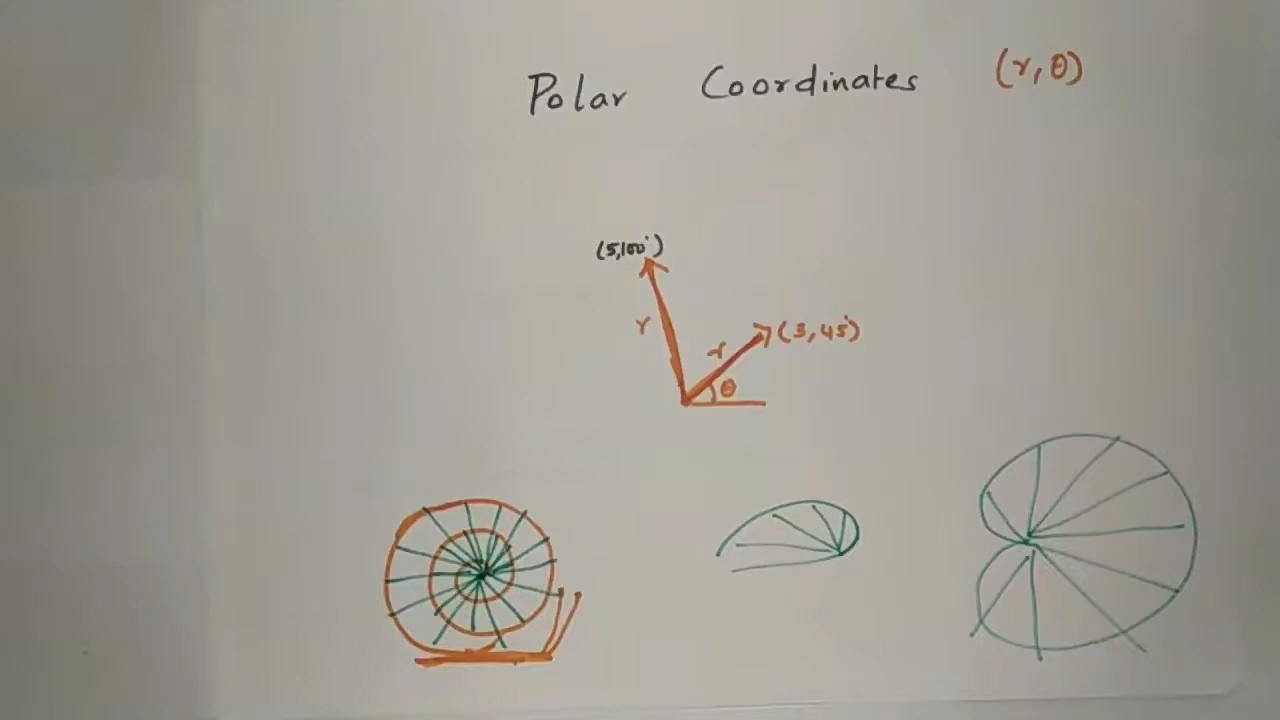 Polar Coordinates (r, θ)
(5,100°)
r
r
(3,45°)
θ